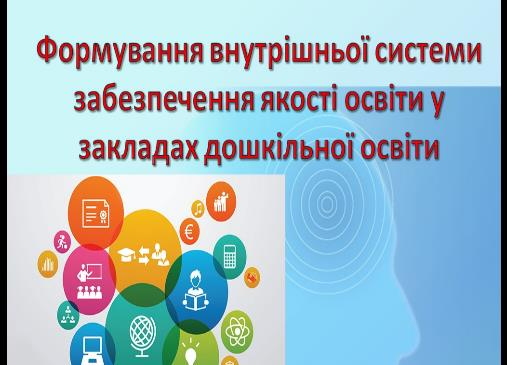 Формування внутрішньої системи
забезпечення якості освіти у
закладах дошкільної освіти